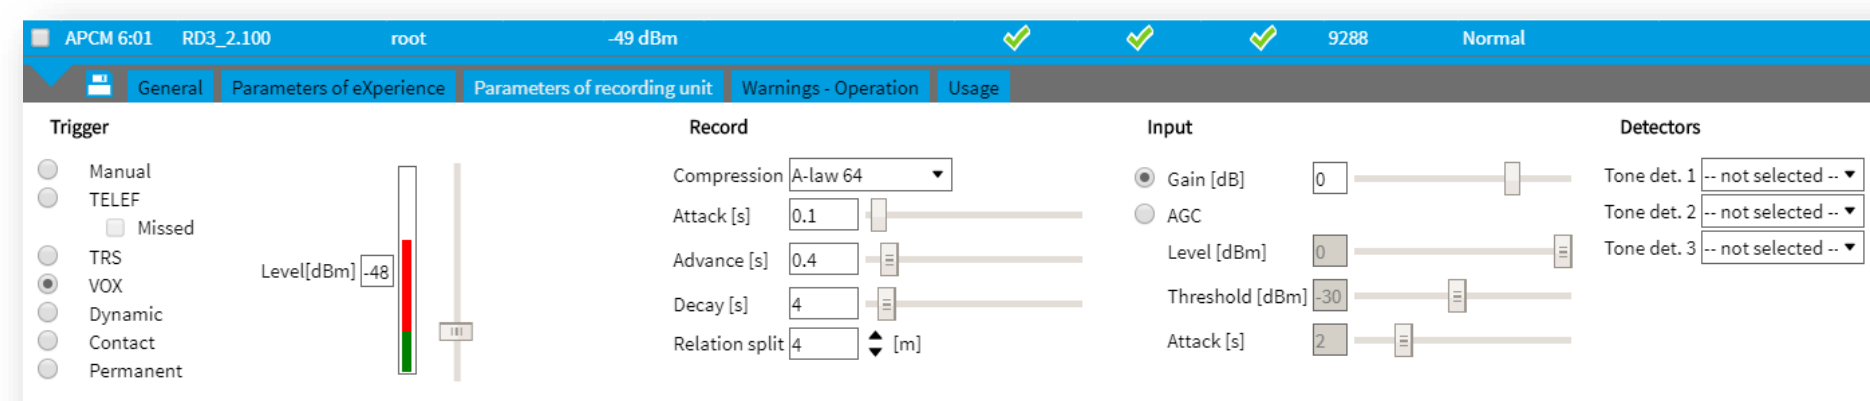 APCM 6:01 RD3_2.100 root -49 dBm 9288 Normal
General Parameters of eXperience Parameters of recording unit Warnings - Operation Usage
Trigger
Manual
TELEF
Missed
TRS
VOX
Dynamic
Contact
Permanent
Level[dBm] -48
Record
Compression A-law 64
Attack [s] 0.1
Advance [s] 0.4
Decay [s] 4
Relation split 4 [m]
Input
Gain [dB] 0
AGC
Level [dBm] 0
Threshold [dBm] -30
Attack [s] 2
Detectors
Tone det. 1 -- not selected --
Tone det. 2 -- not selected --
Tone det. 3 -- not selected --